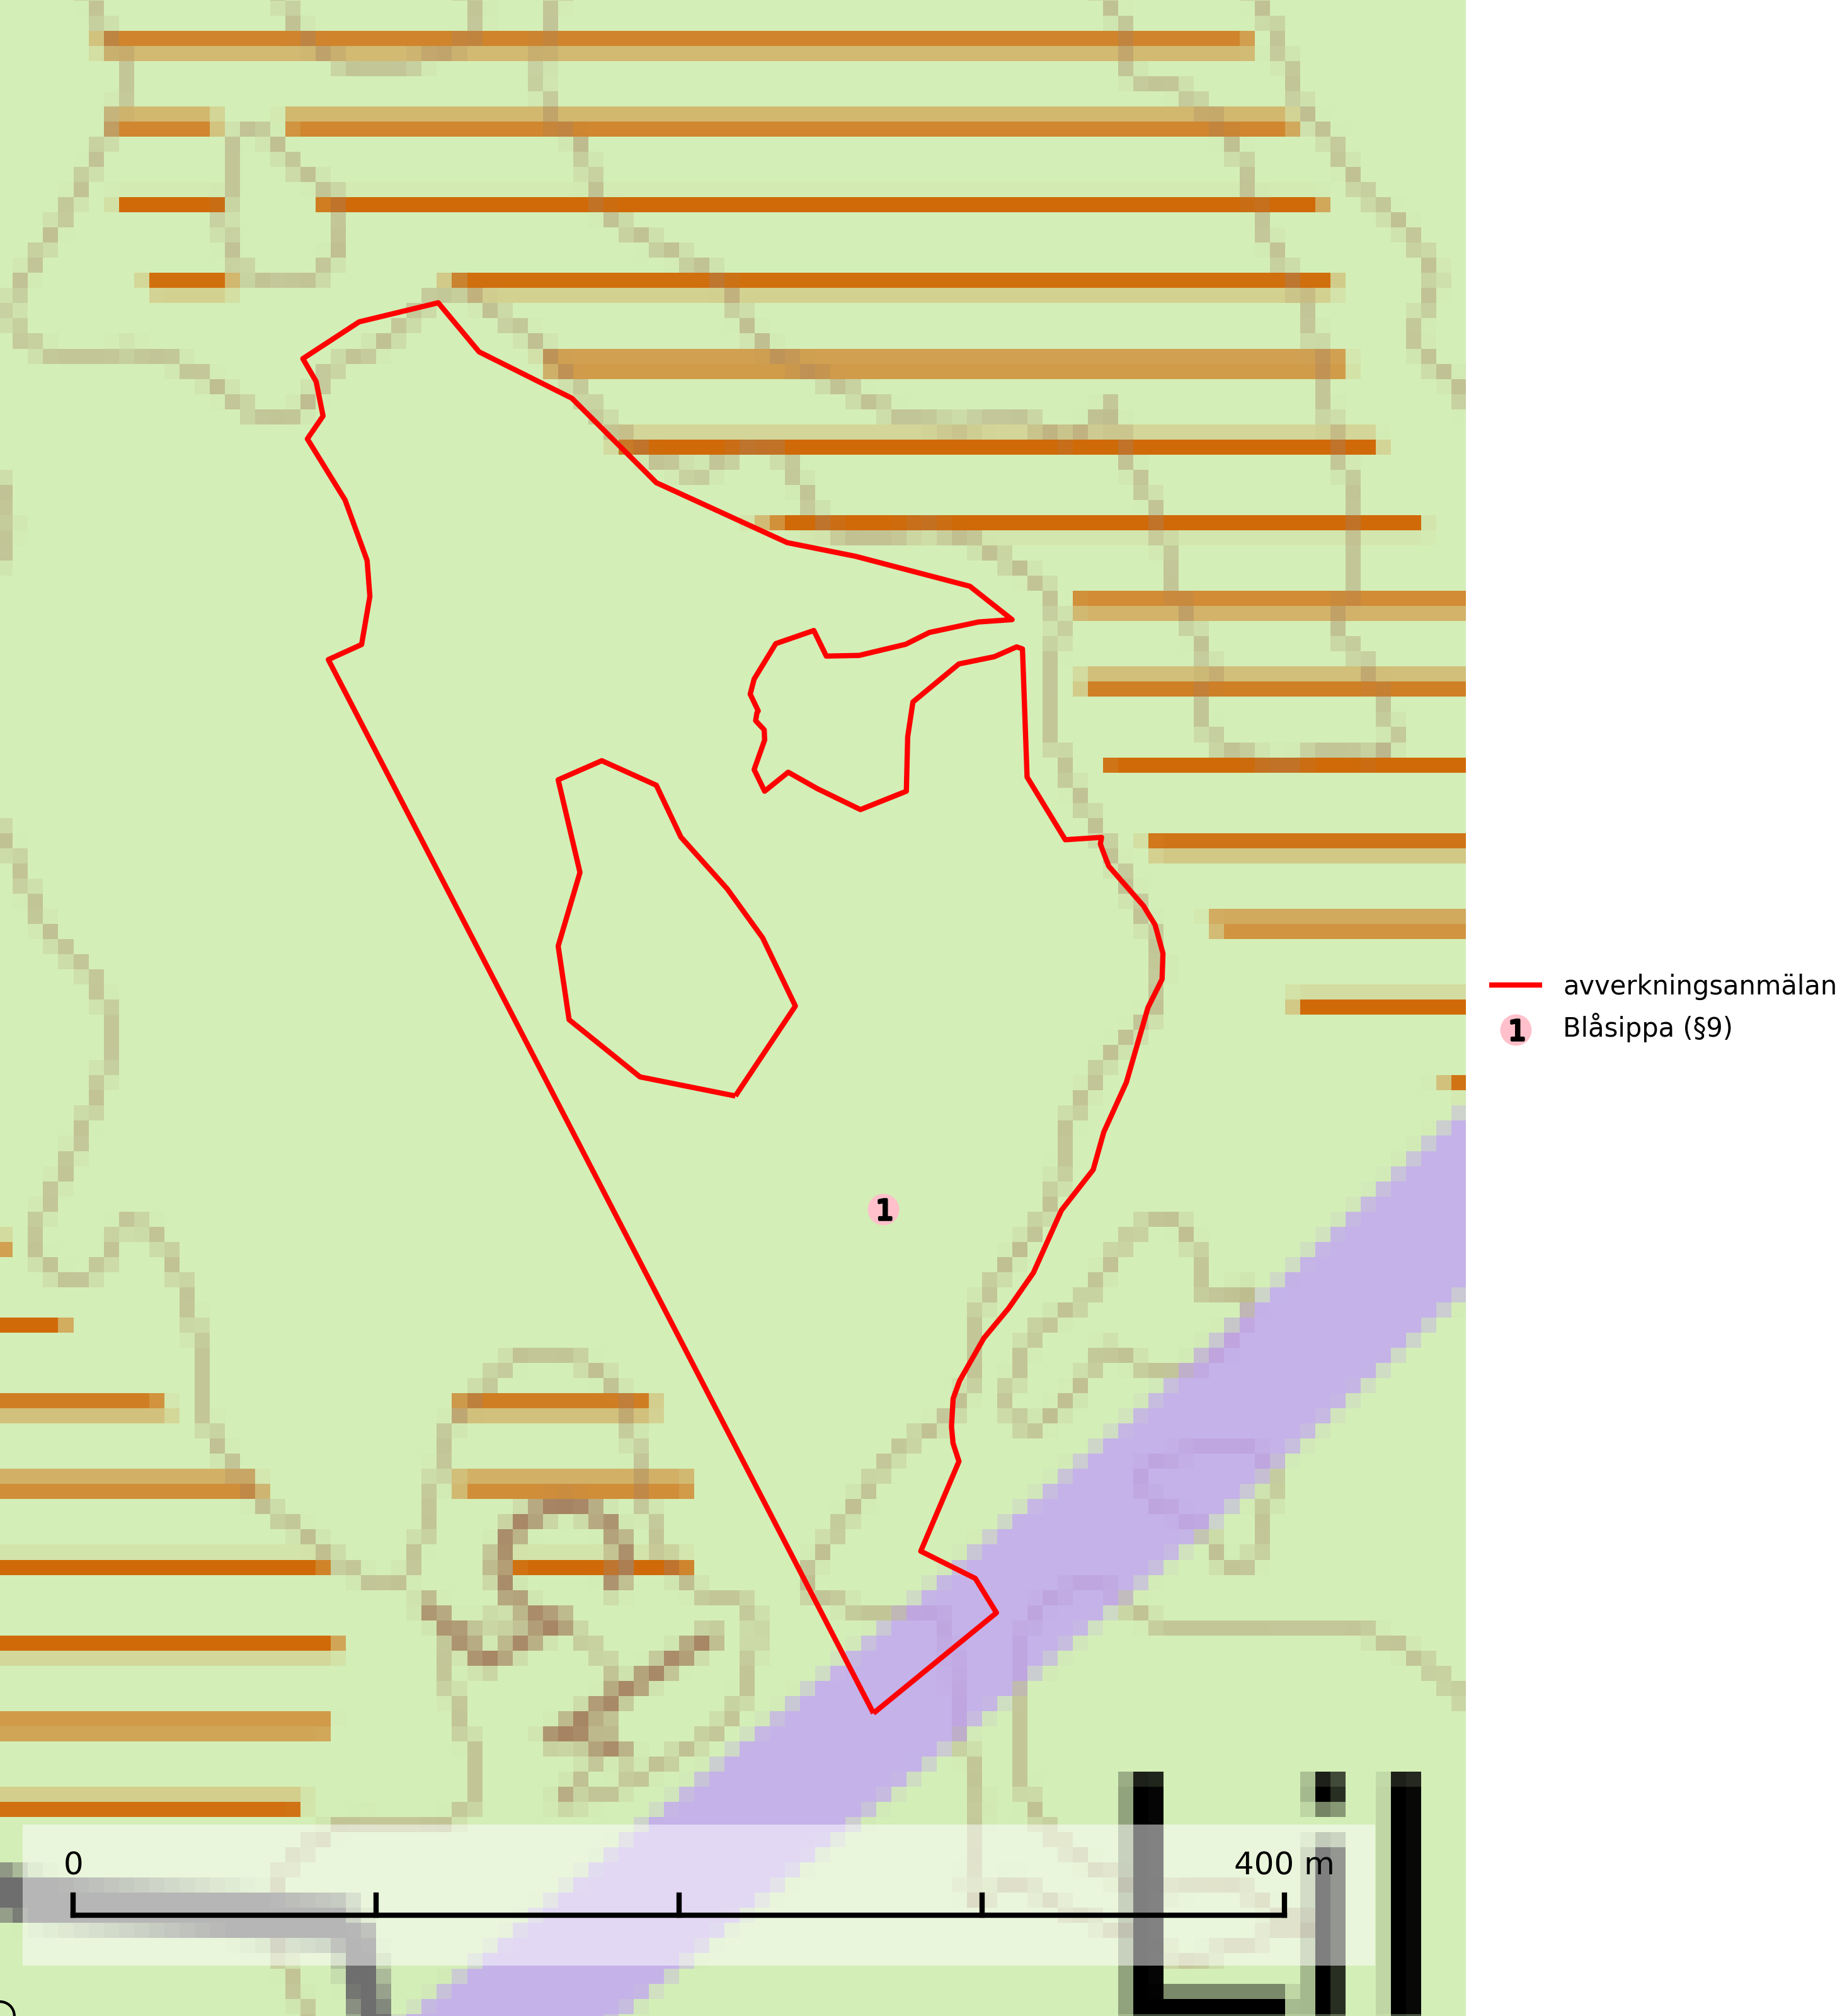 avverkningsanmälan
1 Blåsippa (§9)
1
0 400 m